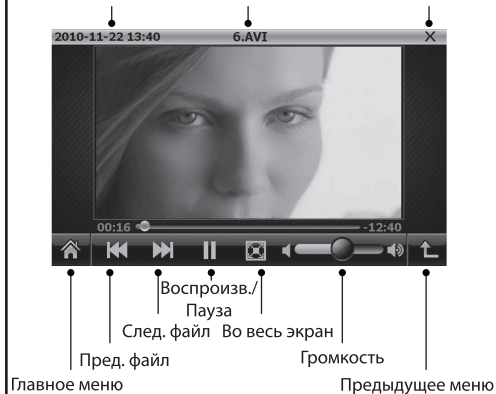 2010-11-22 13:40 6.AVI X
00:16 -12:40
Воспроизв./
Пауза
След. файл Во весь экран
Пред. файл Громкость
Главное меню Предыдущее меню